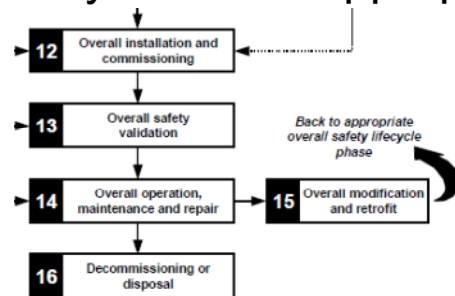 12
Overall installation and
commissioning
13
Overall safety
validation
Back to appropriate
overall safety lifecycle
phase
14
Overall operation,
maintenance and repair
15
Overall modification
and retrofit
16
Decommissioning or
disposal